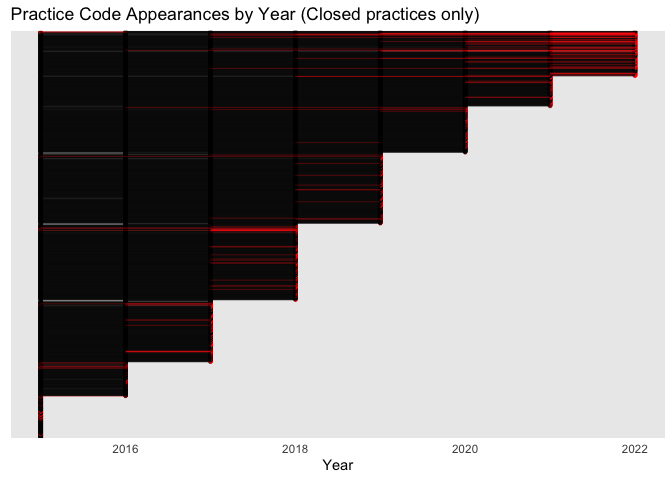 Practice Code Appearances by Year (Closed practices only)
2016 2018 2020 2022
Year